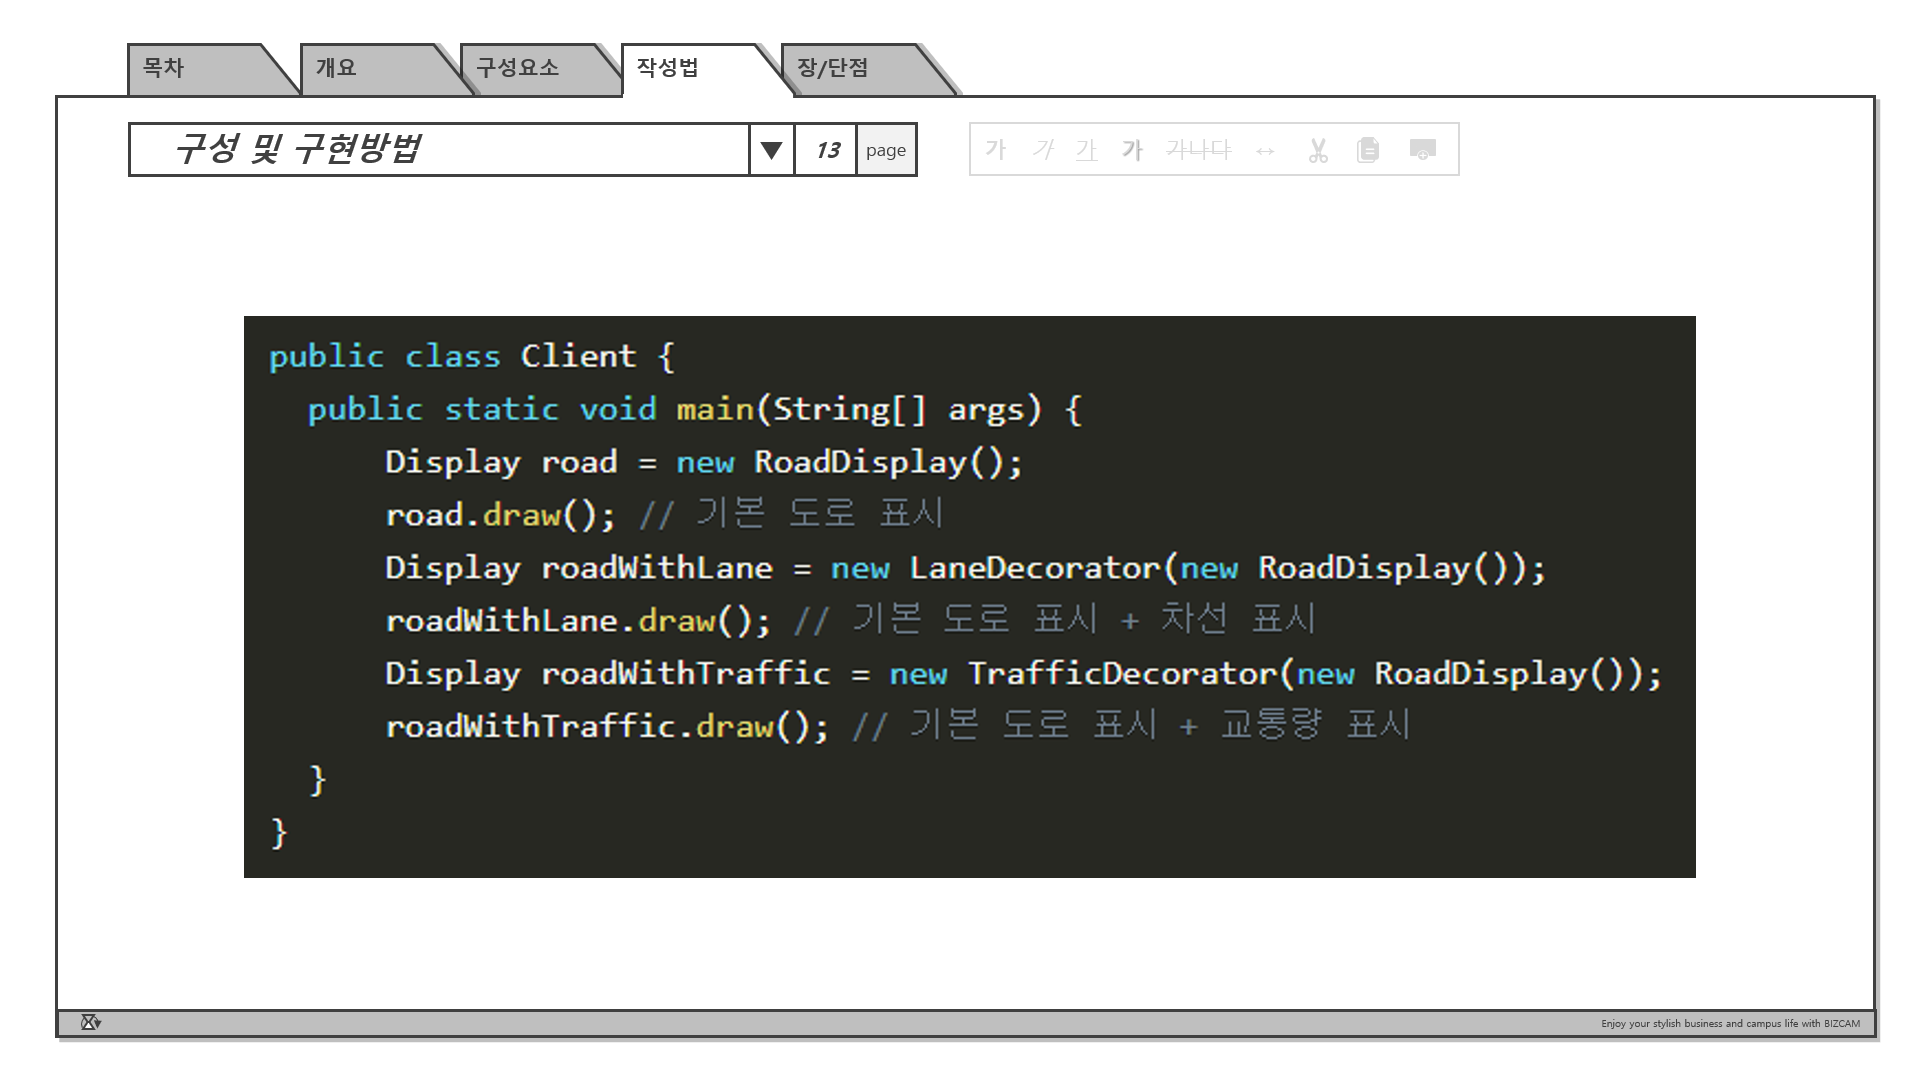 목차
개요
구성요소
작성법
장/단점
구성 및 구현방법
13
page
가 가 가 가 가나다
public class Client {
public static void main(String[] args) {
Display road = new RoadDisplay();
road.draw(); // 기본 도로 표시
Display roadWithLane = new LaneDecorator(new RoadDisplay());
roadWithLane.draw(); // 기본 도로 표시 + 차선 표시
Display roadWithTraffic = new TrafficDecorator(new RoadDisplay());
roadWithTraffic.draw(); // 기본 도로 표시 + 교통량 표시
}
}
Enjoy your stylish business and campus life with BIZCAM